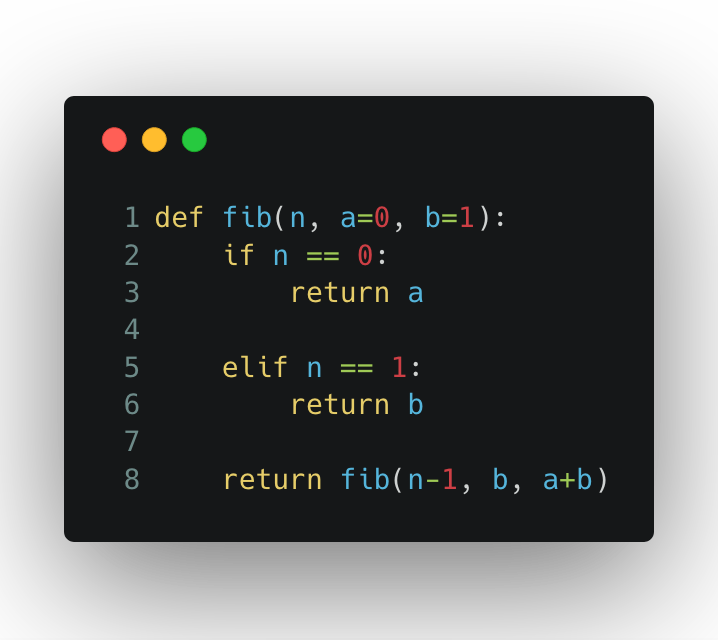 1 def fib(n, a=0, b=1):
2     if n == 0:
3         return a
4
5     elif n == 1:
6         return b
7
8     return fib(n-1, b, a+b)